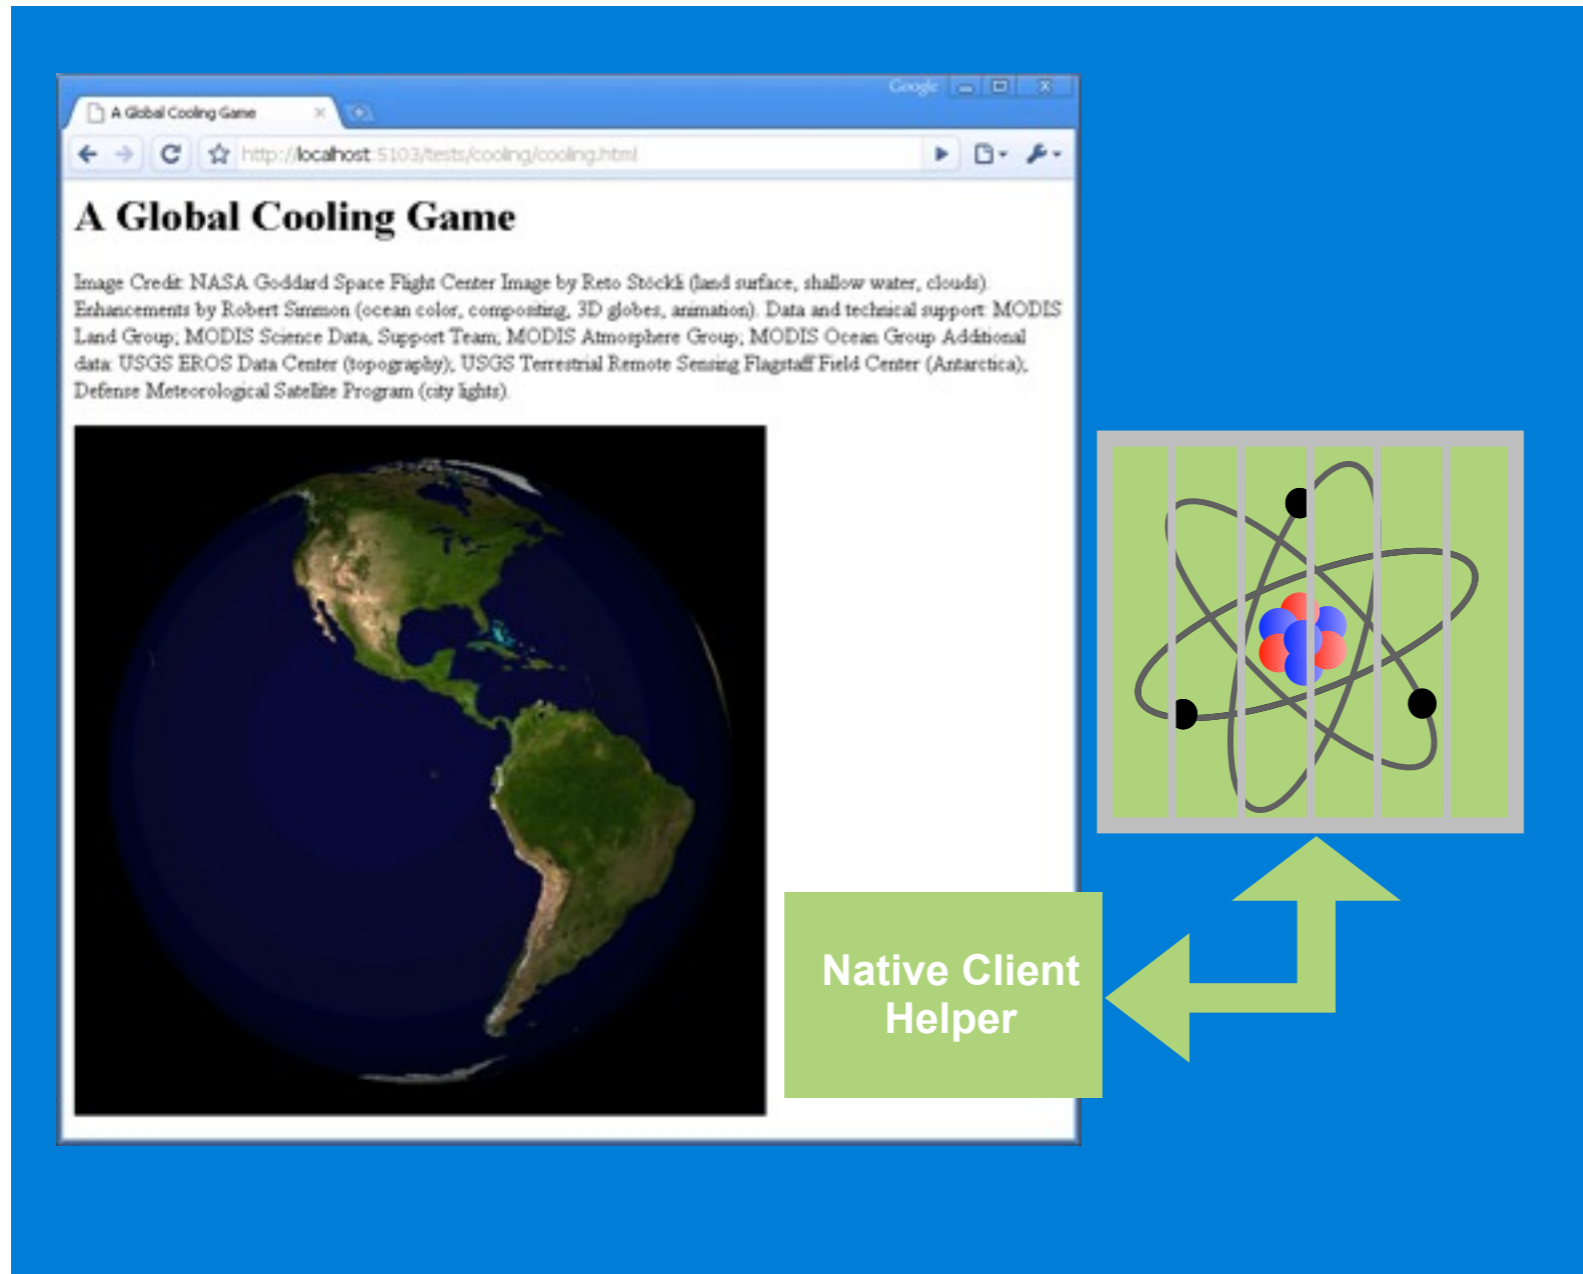 Google
A Global Cooling Game
http://localhost:5103/tests/cooling/cooling.html
A Global Cooling Game
Image Credit: NASA Goddard Space Flight Center Image by Reto Stöckli (land surface, shallow water, clouds).
Enhancements by Robert Simmon (ocean color, compositing, 3D globes, animation). Data and technical support: MODIS
Land Group; MODIS Science Data, Support Team; MODIS Atmosphere Group; MODIS Ocean Group Additional
data: USGS EROS Data Center (topography); USGS Terrestrial Remote Sensing Flagstaff Field Center (Antarctica);
Defense Meteorological Satellite Program (city lights).
Native Client
Helper